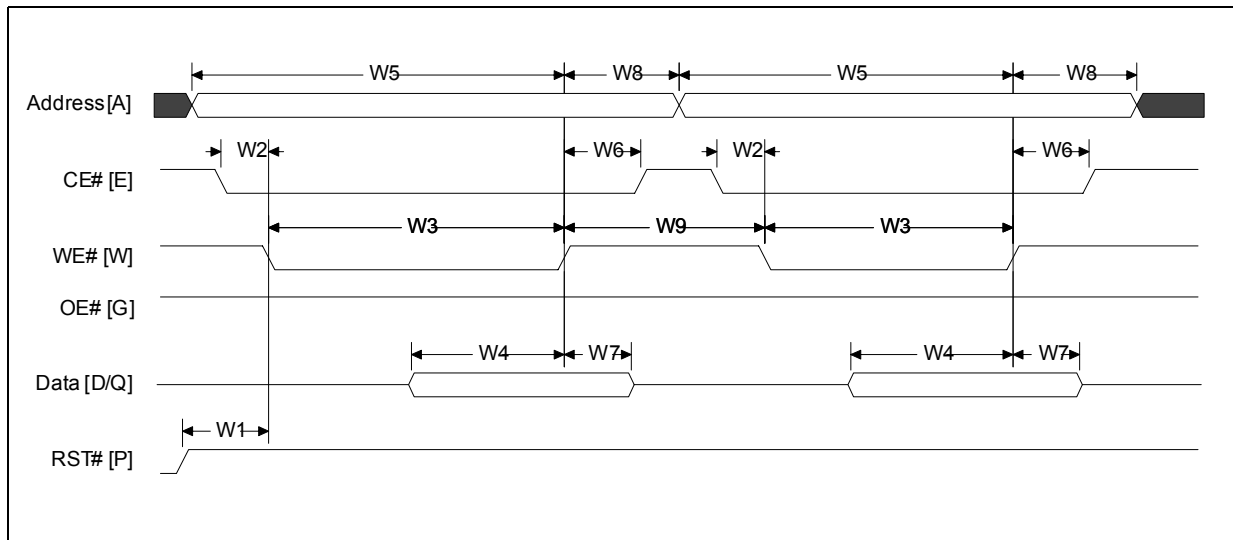 W5 W8 W5 W8
Address [A]
W2 W6 W2 W6
CE# [E]
W3 W9 W3
WE# [W]
OE# [G]
W4 W7 W4 W7
Data [D/Q]
W1
RST# [P]